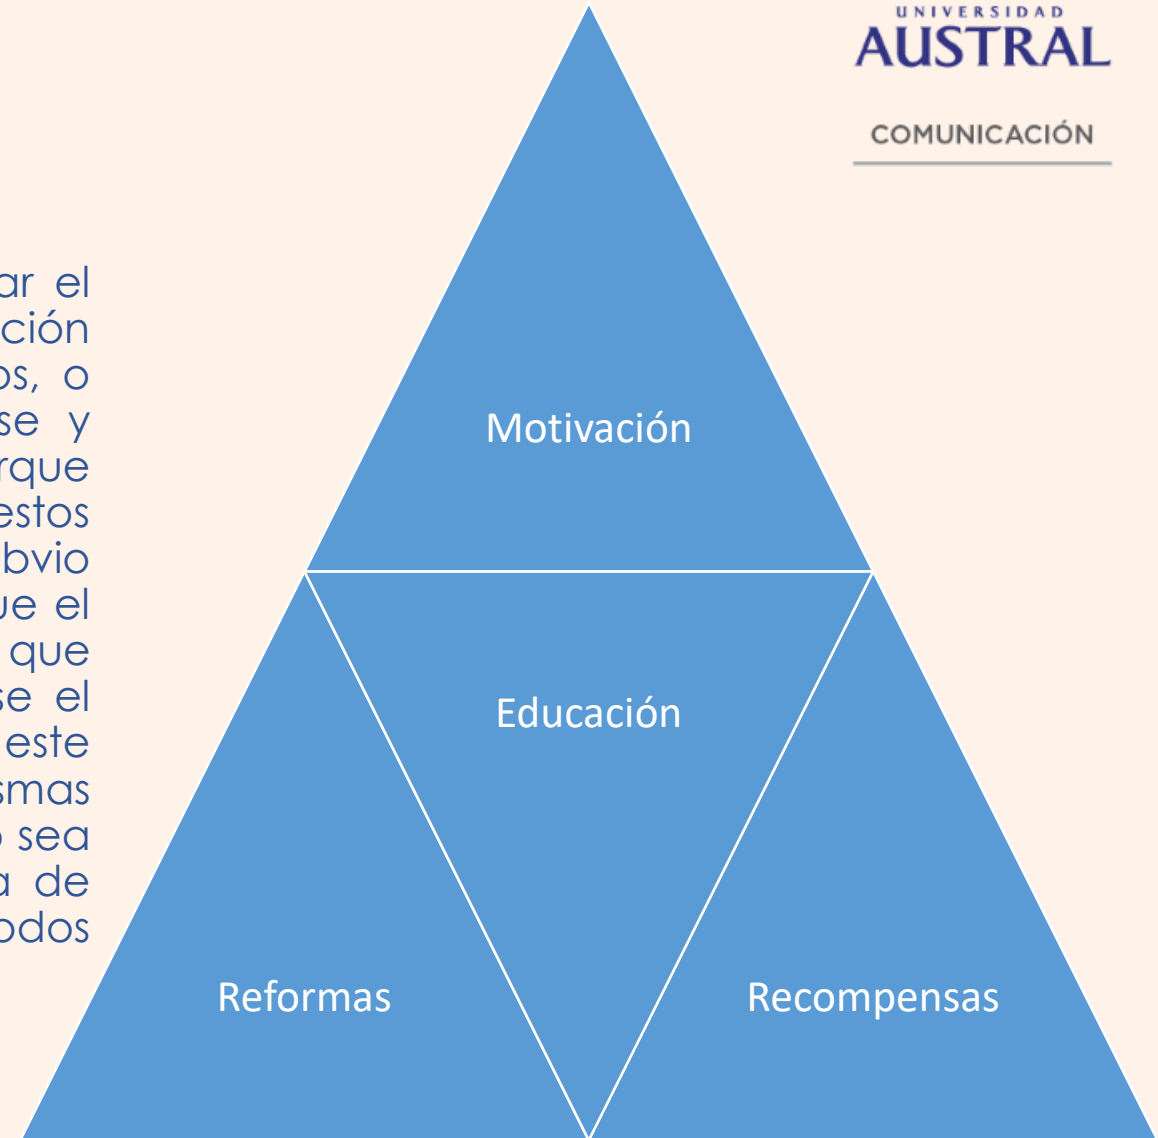 UNIVERSIDAD
AUSTRAL
COMUNICACIÓN
ar el
ción
os, o
se y
rque
estos
bvio
ue el
que
se el
este
smas
o sea
a de
odos
Motivación
Educación
Reformas
Recompensas